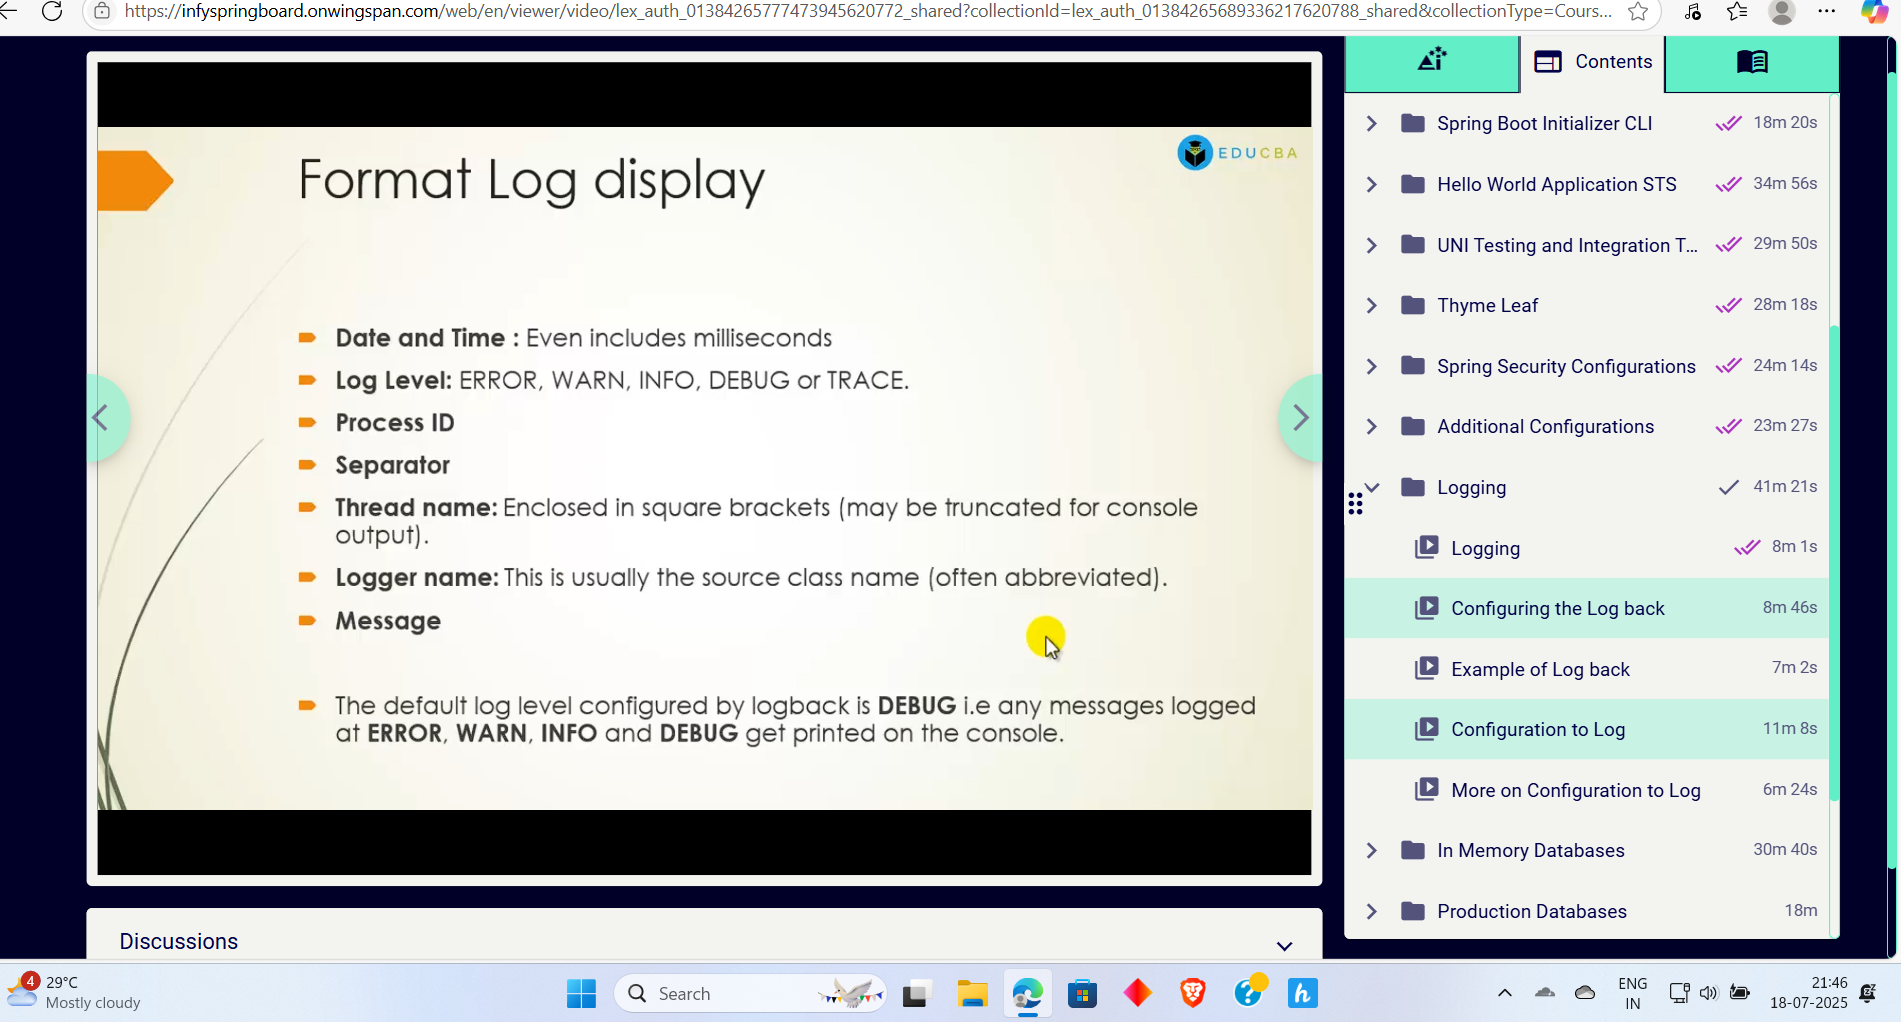 https://infyspringboard.onwingspan.com/web/en/viewer/video/lex_auth_01384265777473945620772_shared?collectionId=lex_auth_01384265689336217620788_shared&collectionType=Cours...
EDUCBA
Format Log display
Date and Time : Even includes milliseconds
Log Level: ERROR, WARN, INFO, DEBUG or TRACE.
Process ID
Separator
Thread name: Enclosed in square brackets (may be truncated for console
output).
Logger name: This is usually the source class name (often abbreviated).
Message
The default log level configured by logback is DEBUG i.e any messages logged
at ERROR, WARN, INFO and DEBUG get printed on the console.
Discussions
Contents
Spring Boot Initializer CLI 18m 20s
Hello World Application STS 34m 56s
UNI Testing and Integration T... 29m 50s
Thyme Leaf 28m 18s
Spring Security Configurations 24m 14s
Additional Configurations 23m 27s
Logging 41m 21s
Logging 8m 1s
Configuring the Log back 8m 46s
Example of Log back 7m 2s
Configuration to Log 11m 8s
More on Configuration to Log 6m 24s
In Memory Databases 30m 40s
Production Databases 18m
4
29°C
Mostly cloudy
Search
ENG
IN
21:46
18-07-2025